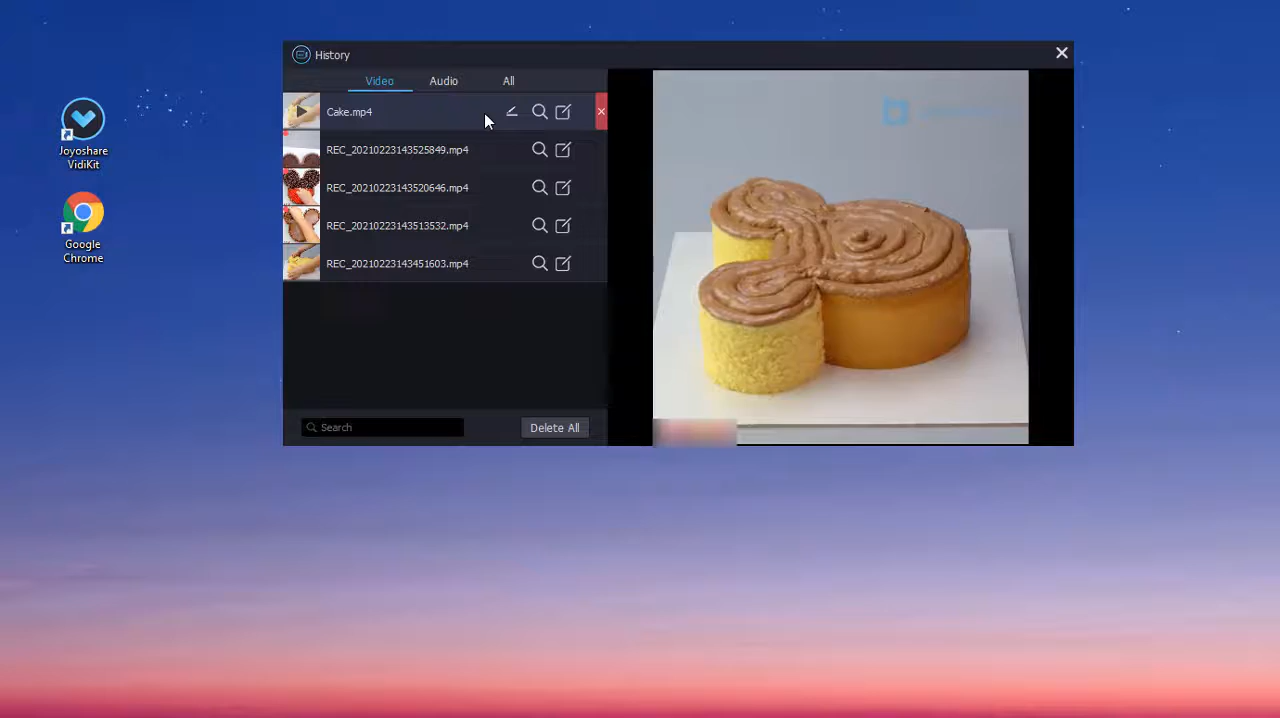 History
Video Audio All
Cake.mp4
REC_20210223143525849.mp4
REC_20210223143520646.mp4
REC_20210223143513532.mp4
REC_20210223143451603.mp4
Search
Delete All
Joyoshare
VidiKit
Google
Chrome